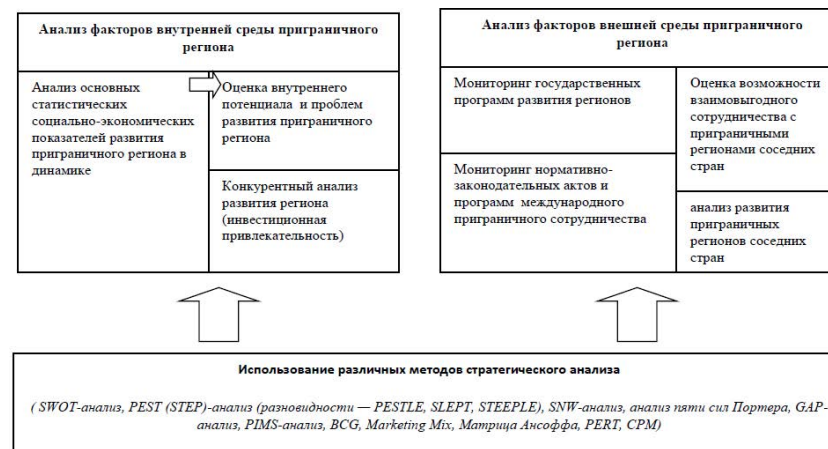 Анализ факторов внутренней среды приграничного
региона
Анализ основных
статистических
социально-экономических
показателей развития
приграничного региона в
динамике
Оценка внутреннего
потенциала и проблем
развития приграничного
региона
Конкурентный анализ
развития региона
(инвестиционная
привлекательность)
Анализ факторов внешней среды приграничного
региона
Мониторинг государственных
программ развития регионов
Мониторинг нормативно-
законодательных актов и
программ международного
приграничного сотрудничества
Оценка возможности
взаимовыгодного
сотрудничества с
приграничными
регионами соседних
стран
анализ развития
приграничных
регионов соседних
стран
Использование различных методов стратегического анализа
( SWOT-анализ, PEST (STEP)-анализ (разновидности — PESTLE, SLEPT, STEEPLE), SNW-анализ, анализ пяти сил Портера, GAP-
анализ, PIMS-анализ, BCG, Marketing Mix, Матрица Ансоффа, PERT, CPM)